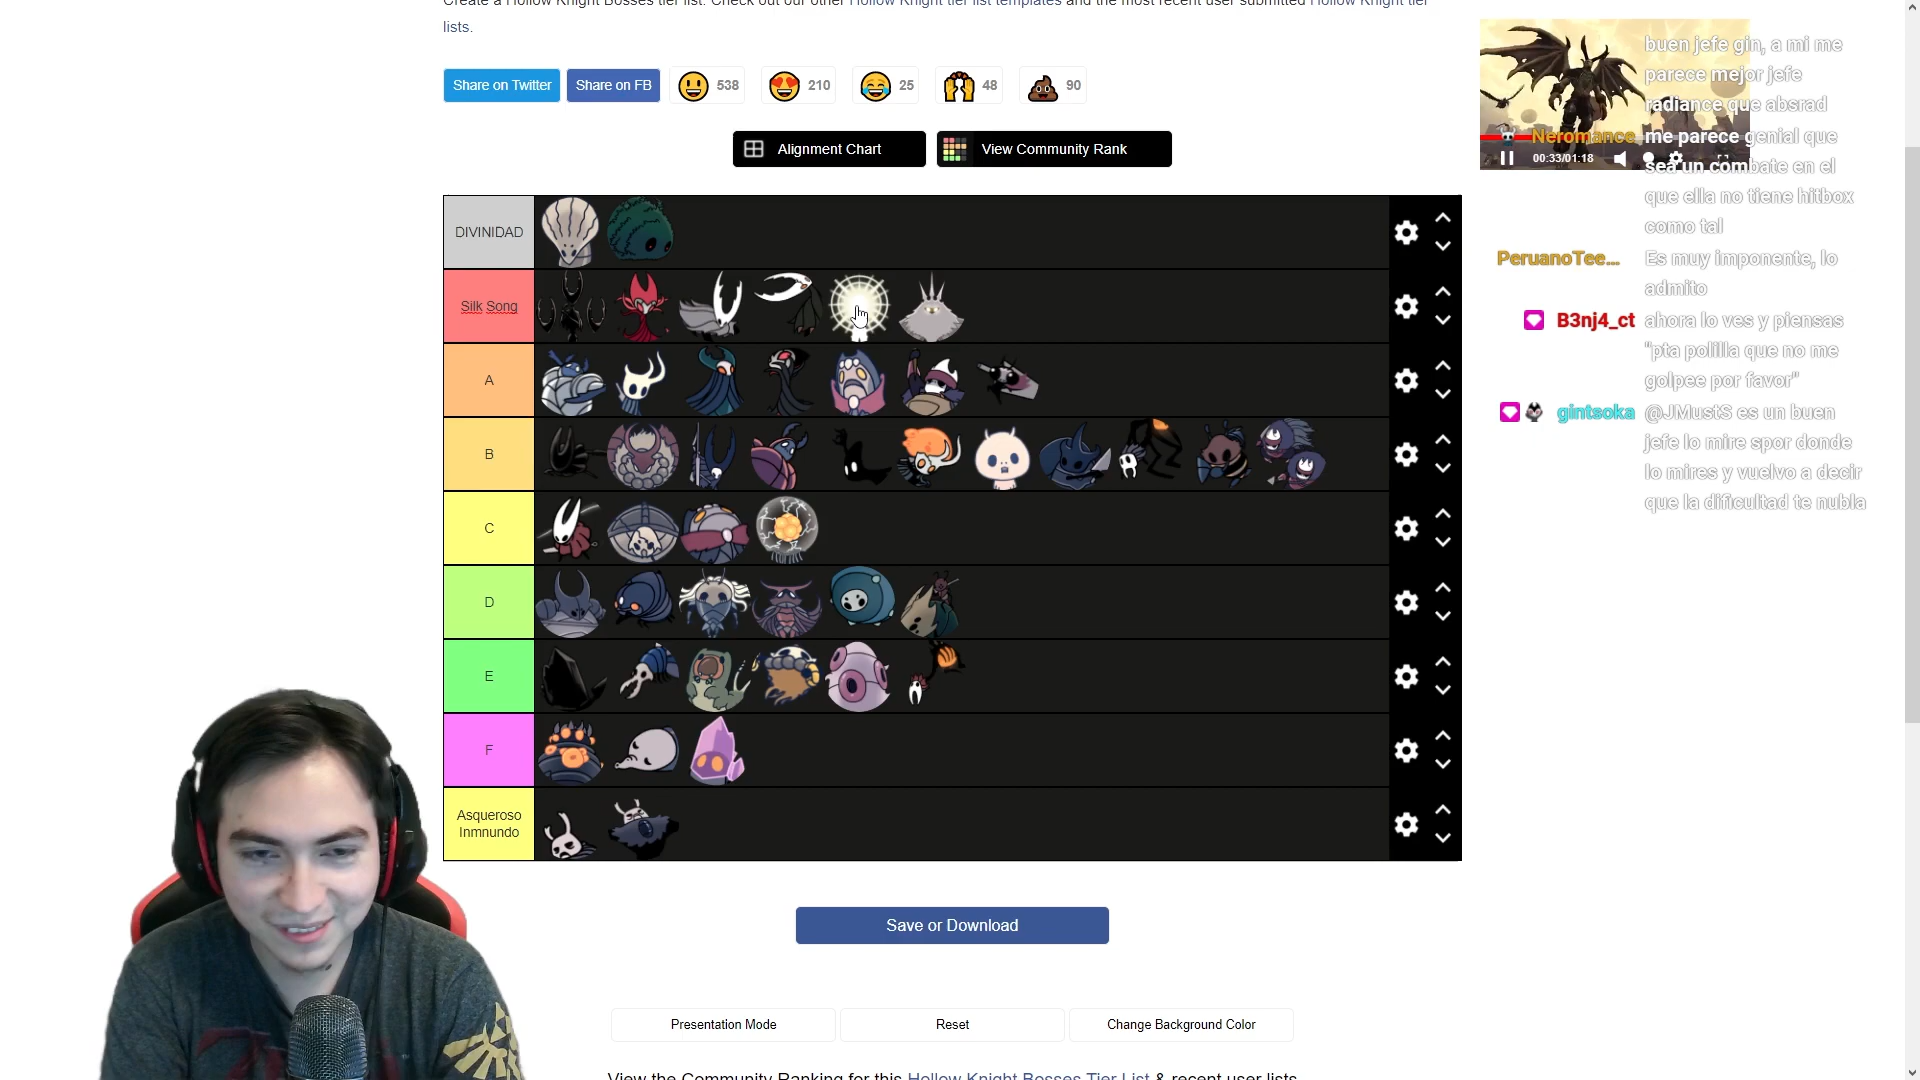 Create a Hollow Knight Bosses tier list. Check out our other Hollow Knight tier list templates and the most recent user submitted Hollow Knight tier
lists.
Share on Twitter
Share on FB
538
210
25
48
90
Alignment Chart
View Community Rank
DIVINIDAD
Silk Song
A
B
C
D
E
F
Asqueroso
Inmnundo
Save or Download
Presentation Mode
Reset
Change Background Color
View the Community Ranking for this Hollow Knight Bosses Tier List & recent user lists
00:33/01:18
buen jefe gin, a mi me
parece mejor jefe
radiance que absrad
Neromance me parece genial que
sea un combate en el
que ella no tiene hitbox
como tal
PeruanoTee... Es muy imponente, lo
admito
B3nj4_ct ahora lo ves y piensas
"pta polilla que no me
golpee por favor"
gintsoka @JMustS es un buen
jefe lo mire spor donde
lo mires y vuelvo a decir
que la dificultad te nubla